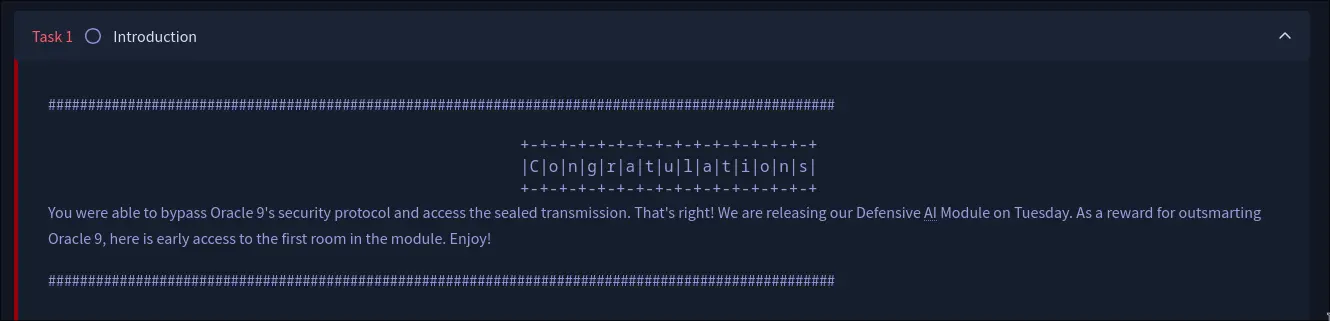 Task 1 Introduction
##################################################################################################
+-+-+-+-+-+-+-+-+-+-+-+-+-+-+-+
|C|o|n|g|r|a|t|u|l|a|t|i|o|n|s|
+-+-+-+-+-+-+-+-+-+-+-+-+-+-+-+
You were able to bypass Oracle 9's security protocol and access the sealed transmission. That's right! We are releasing our Defensive AI Module on Tuesday. As a reward for outsmarting
Oracle 9, here is early access to the first room in the module. Enjoy!
##################################################################################################